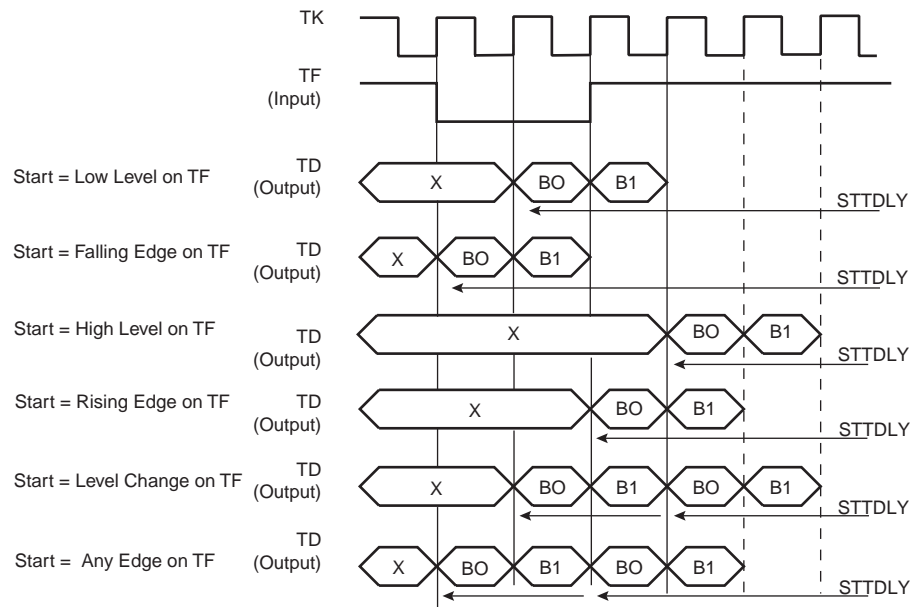 TK
TF
(Input)
TD
Start = Low Level on TF
(Output)
X
BO
B1
STTDLY
TD
Start = Falling Edge on TF
(Output)
X
BO
B1
STTDLY
Start = High Level on TF
TD
(Output)
X
BO
B1
STTDLY
Start = Rising Edge on TF
TD
(Output)
X
BO
B1
STTDLY
TD
Start = Level Change on TF
(Output)
X
BO
B1
BO
B1
STTDLY
TD
Start = Any Edge on TF
(Output)
X
BO
B1
BO
B1
STTDLY